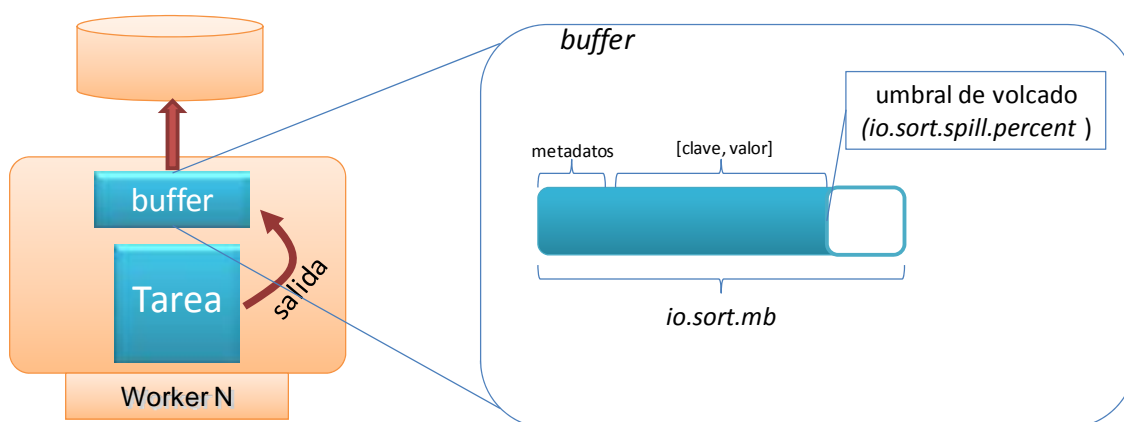 buffer
Tarea
salida
Worker N
buffer
umbral de volcado
(io.sort.spill.percent )
metadatos
[clave, valor]
io.sort.mb